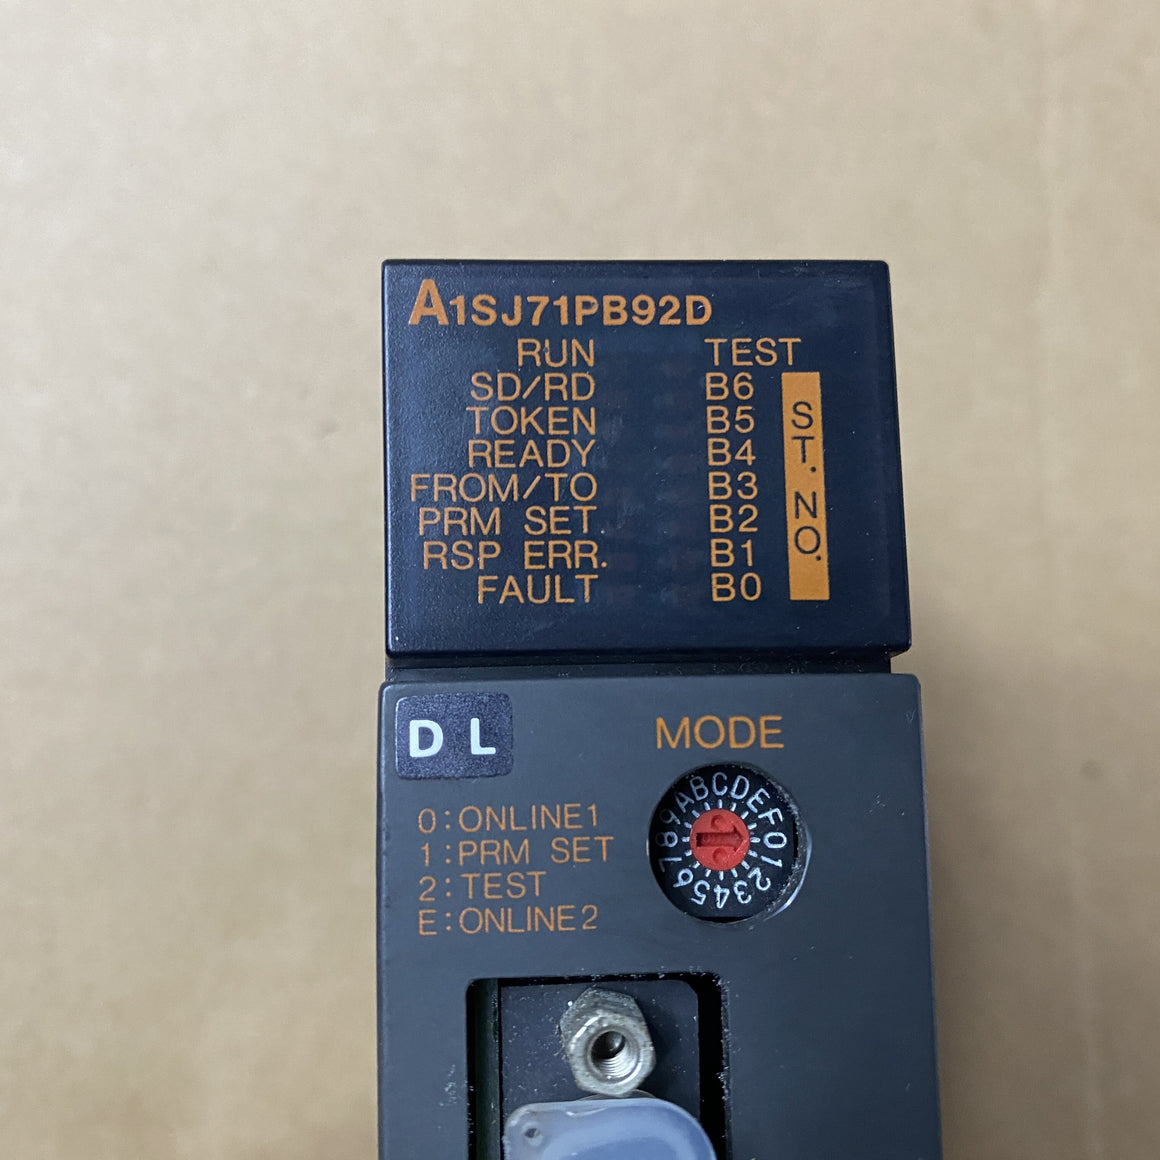 A1SJ71PB92D
RUN TEST
SD/RD B6
TOKEN B5
READY B4
FROM/TO B3
PRM SET B2
RSP ERR. B1
FAULT B0
ST. NO.
DL
MODE
0:ONLINE1
1:PRM SET
2:TEST
E:ONLINE2
0123456789ABCDEF